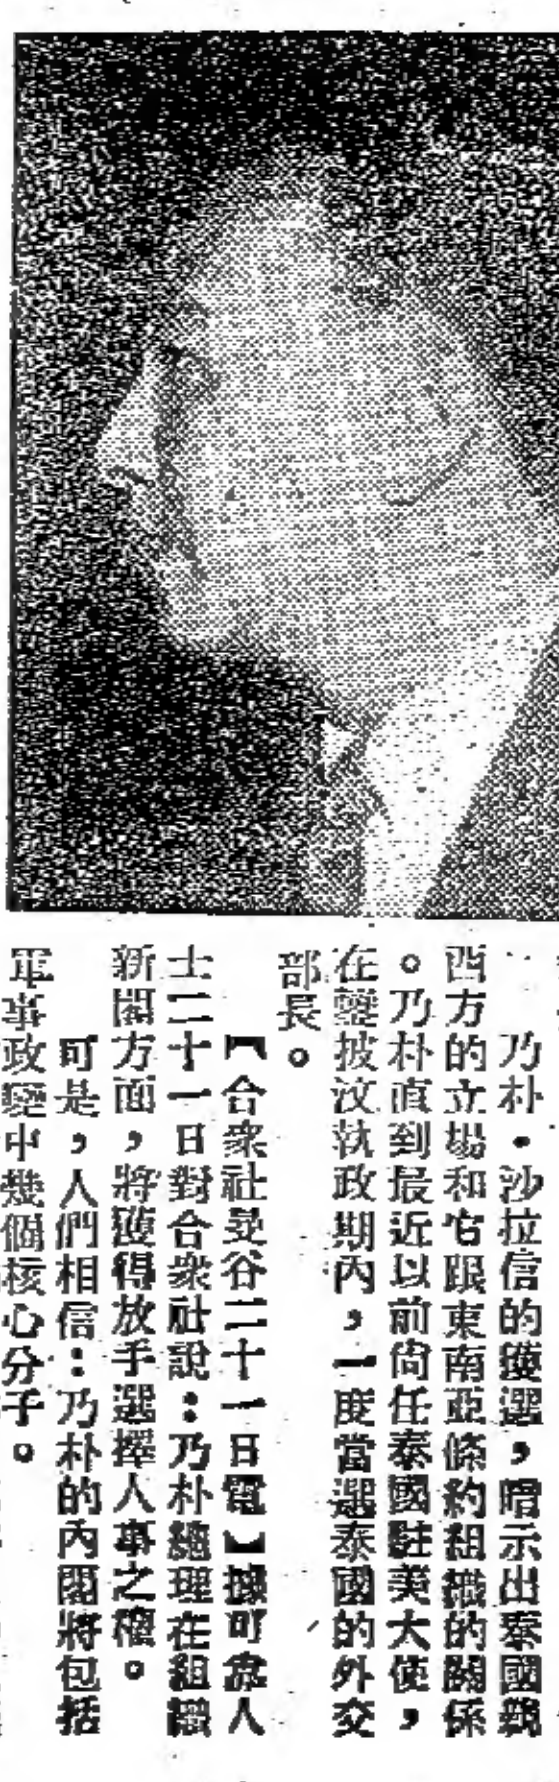 乃朴・沙拉信的獲選，暗示出泰國親
西方的立場和它跟東南亞條約組織的關係
。乃朴直到最近以前尙任泰國駐美大使，
在鑾披汶執政期內，一度當選泰國的外交
部長。
【合衆社曼谷二十一日電】據可靠人
士二十一日對合衆社說：乃朴總理在組織
新閣方面，將獲得放手選擇人事之權。
可是，人們相信：乃朴的內閣將包括
軍事政變中幾個核心分子。